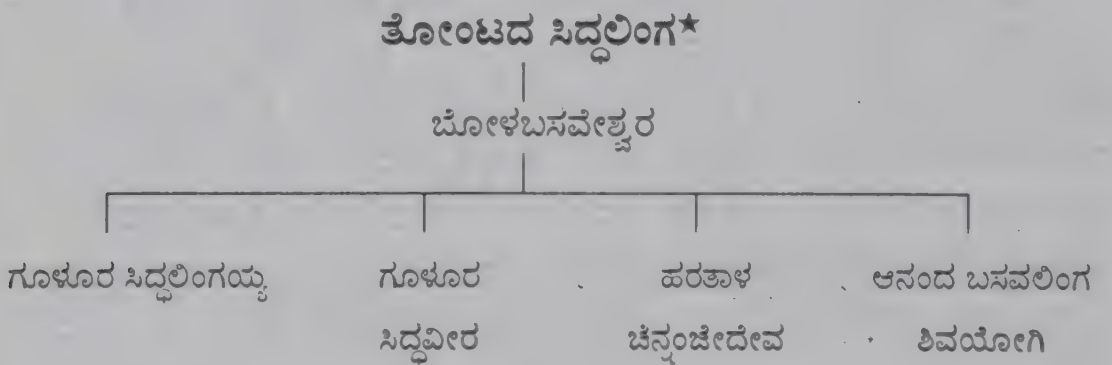 ತೋಂಟದ ಸಿದ್ಧಲಿಂಗ★
ಬೋಳಬಸವೇಶ್ವರ
ಗೂಳೂರ ಸಿದ್ಧಲಿಂಗಯ್ಯ ಗೂಳೂರ ಹರತಾಳ ಆನಂದ ಬಸವಲಿಂಗ
ಸಿದ್ಧವೀರ ಚೆನ್ನಂಜೇದೇವ ಶಿವಯೋಗಿ